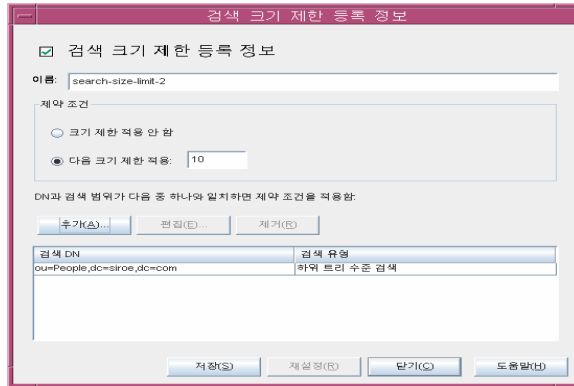 검색 크기 제한 등록 정보
검색 크기 제한 등록 정보
이름: search-size-limit-2
제약 조건
크기 제한 적용 안 함
다음 크기 제한 적용: 10
DN과 검색 범위가 다음 중 하나와 일치하면 제약 조건을 적용함:
추가(A)... 편집(E)... 제거(R)
검색 DN 검색 유형
ou=People,dc=siroe,dc=com 하위 트리 수준 검색
저장(S) 재설정(R) 닫기(C) 도움말(H)